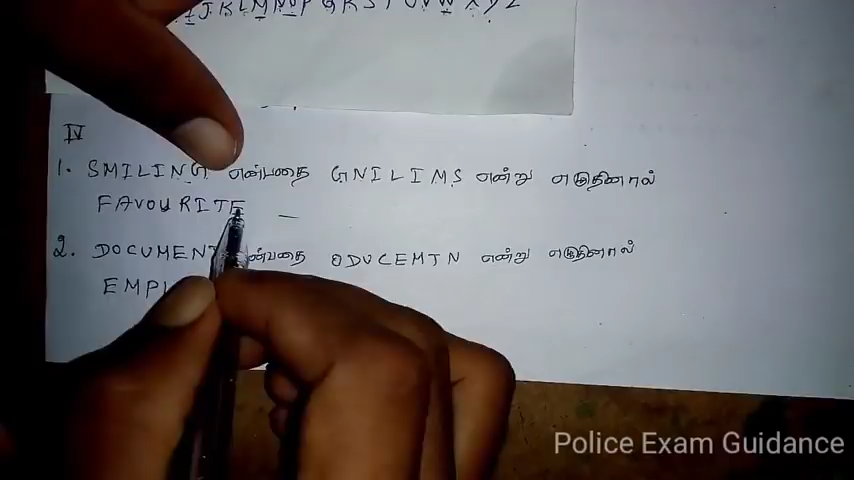 I J K L M N O P Q R S T U V W X Y Z
IV
1. SMILING என்பதை GNILIMS என்று எழுதினால்
FAVOURITE _
2. DOCUMENT என்பதை ODUCEMTN என்று எழுதினால்
Police Exam Guidance